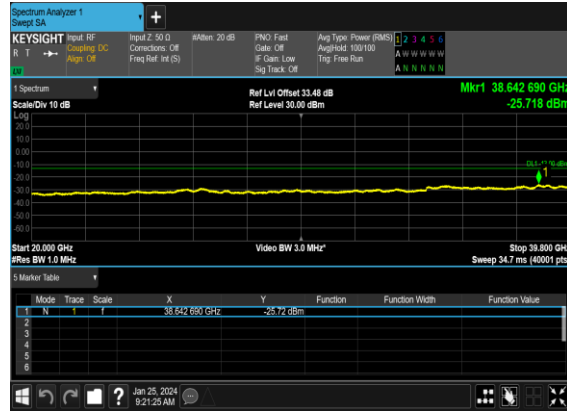 Spectrum Analyzer 1
Swept SA
+
KEYSIGHT Input: RF Input Z: 50 Ω #Atten: 20 dB PNO: Fast Avg Type: Power (RMS) 1 2 3 4 5 6
R T Coupling: DC Corrections: Off Gate: Off Avg|Hold: 100/100 A W W W W W
Align: Off Freq Ref: Int (S) IF Gain: Low Trig: Free Run
LXI Sig Track: Off A N N N N N
1 Spectrum Ref Lvl Offset 33.48 dB Mkr1 38.642 690 GHz
Scale/Div 10 dB Ref Level 30.00 dBm -25.718 dBm
Log
20.0
10.0
0.00
-10.0 DL1 -13.00 dBm
1
-20.0
-30.0
-40.0
-50.0
-60.0
Start 20.000 GHz Video BW 3.0 MHz* Stop 39.800 GHz
#Res BW 1.0 MHz Sweep 34.7 ms (40001 pts
5 Marker Table
Mode Trace Scale X Y Function Function Width Function Value
1 N 1 f 38.642 690 GHz -25.72 dBm
2
3
4
5
6
? Jan 25, 2024
9:21:25 AM